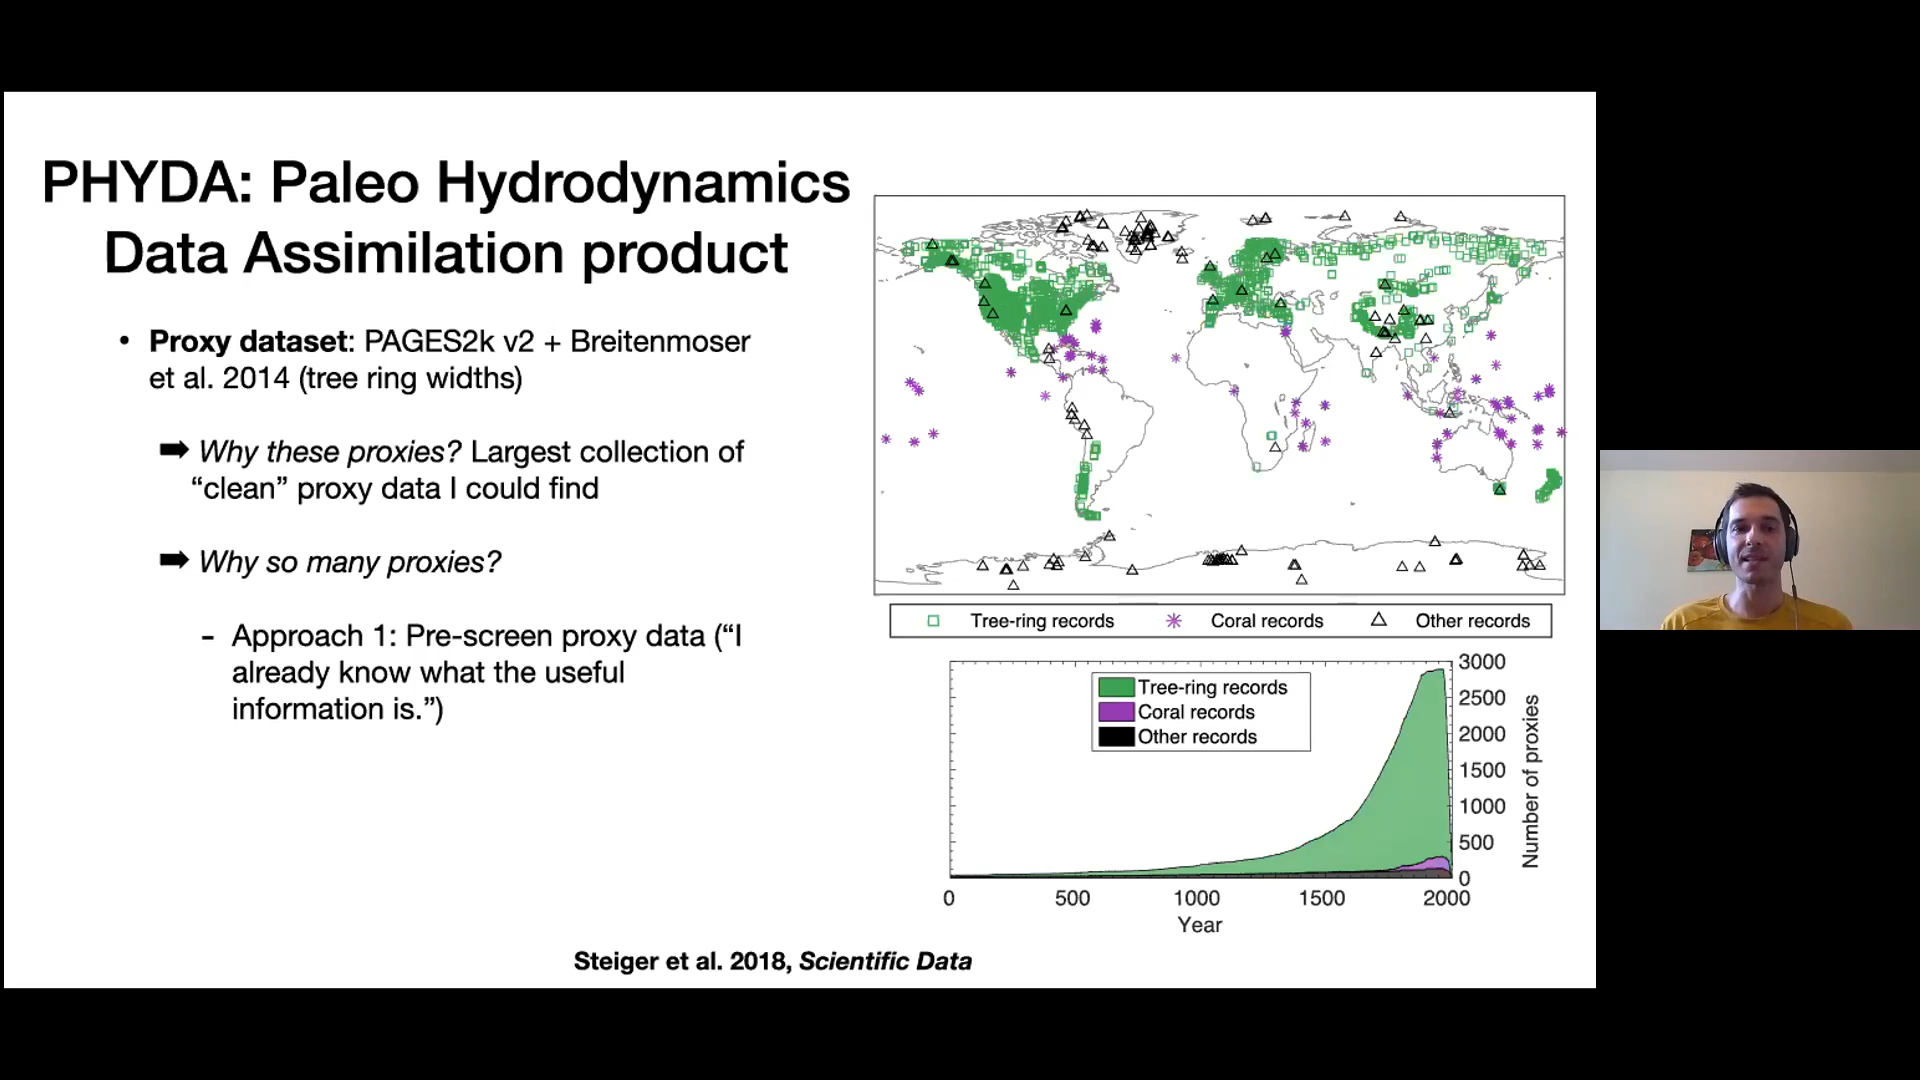 PHYDA: Paleo Hydrodynamics
Data Assimilation product
• Proxy dataset: PAGES2k v2 + Breitenmoser
et al. 2014 (tree ring widths)
➡ Why these proxies? Largest collection of
“clean” proxy data I could find
➡ Why so many proxies?
– Approach 1: Pre-screen proxy data (“I
already know what the useful
information is.”)
Tree-ring records Coral records Other records
Tree-ring records
Coral records
Other records
3000
2500
2000
1500
1000
500
0
Number of proxies
0 500 1000 1500 2000
Year
Steiger et al. 2018, Scientific Data